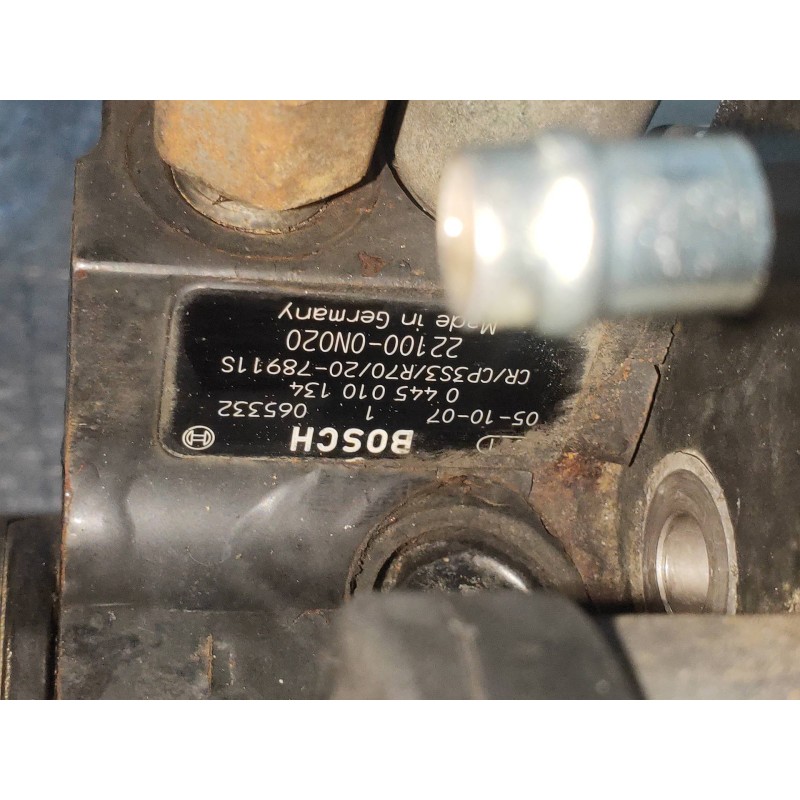 BOSCH
05-10-07 1 065332
0 445 010 134
CR/CP3S3/R70/20-78911S
22100-0N020
Made in Germany